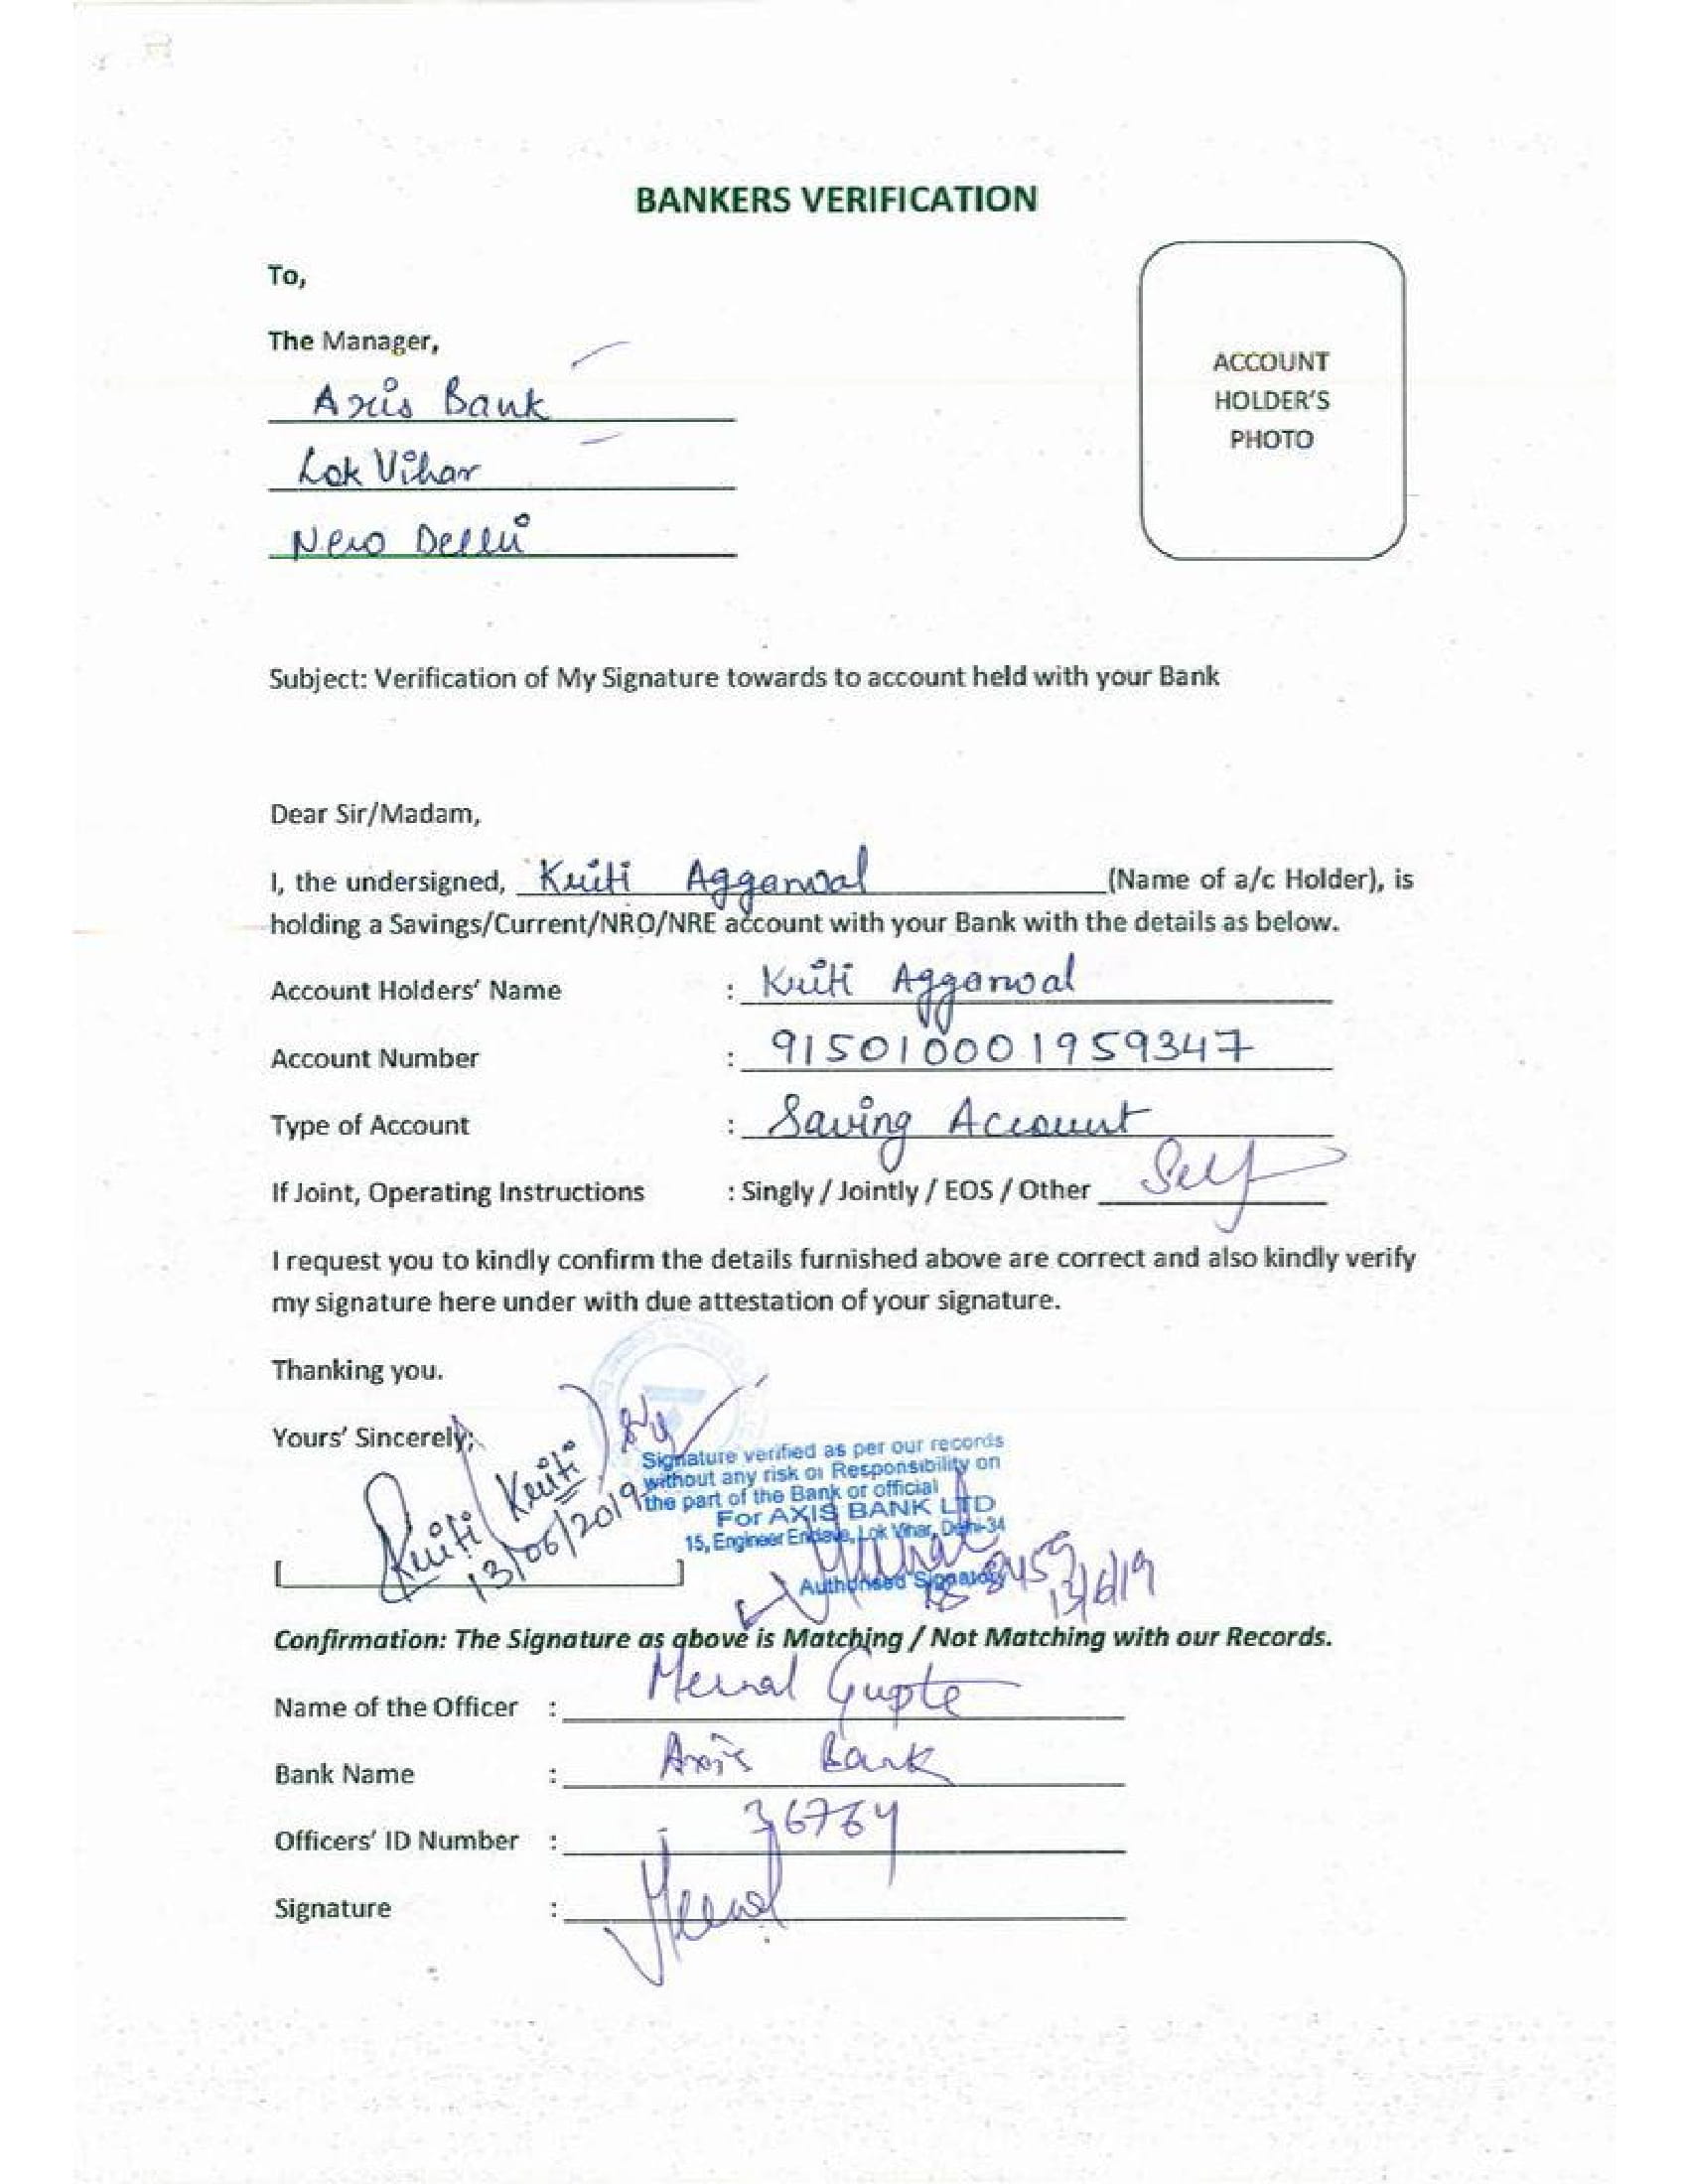 BANKERS VERIFICATION
To,
The Manager,
Axis Bank
Lok Vihar
New Delhi
ACCOUNT
HOLDER'S
PHOTO
Subject: Verification of My Signature towards to account held with your Bank
Dear Sir/Madam,
I, the undersigned, Kriti Aggarwal (Name of a/c Holder), is
holding a Savings/Current/NRO/NRE account with your Bank with the details as below.
Account Holders' Name : Kriti Aggarwal
Account Number : 915010001959347
Type of Account : Saving Account
If Joint, Operating Instructions : Singly / Jointly / EOS / Other Self
I request you to kindly confirm the details furnished above are correct and also kindly verify
my signature here under with due attestation of your signature.
Thanking you.
Yours' Sincerely,
Kriti Kriti
13/06/2019
Signature verified as per our records
without any risk or Responsibility on
the part of the Bank or official
For AXIS BANK LTD
15, Engineer Enclave, Lok Vihar, Delhi-34
Authorised Signatory
13/6/19
[ ]
Confirmation: The Signature as above is Matching / Not Matching with our Records.
Name of the Officer : Meenal Gupta
Bank Name : Axis Bank
Officers' ID Number : 36764
Signature : Meenal